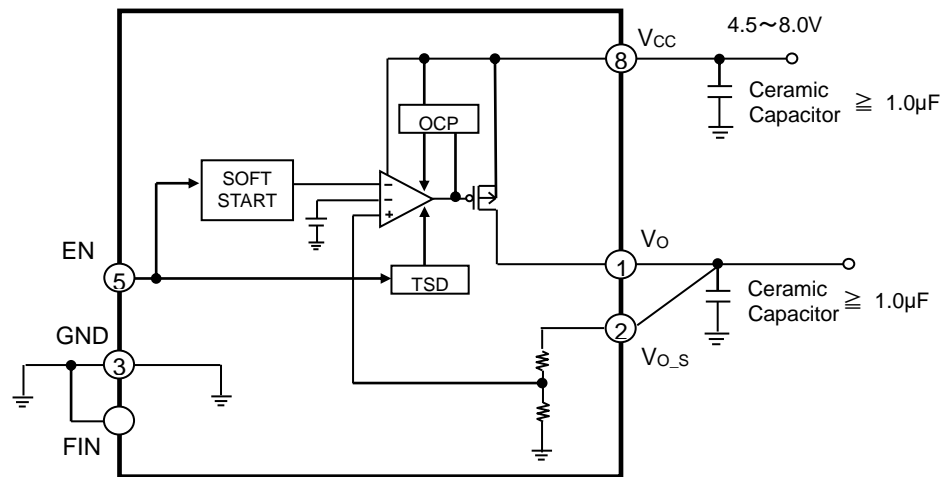 4.5～8.0V
VCC
8
Ceramic
Capacitor ≧ 1.0µF
OCP
SOFT
START
−
−
+
EN
5
TSD
VO
1
Ceramic
Capacitor ≧ 1.0µF
2
VO_S
GND
3
FIN